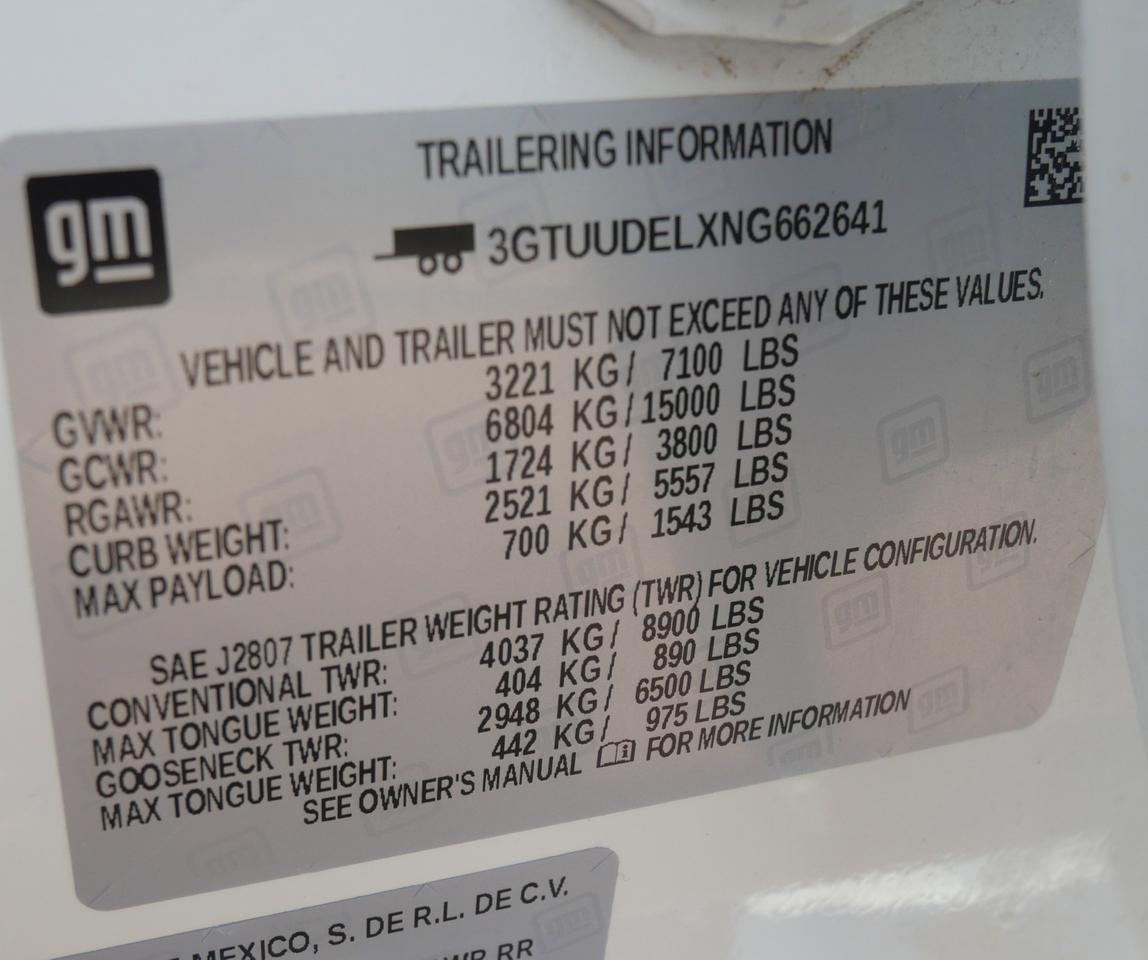 gm
TRAILERING INFORMATION
3GTUUDELXNG662641
VEHICLE AND TRAILER MUST NOT EXCEED ANY OF THESE VALUES.
GVWR: 3221 KG / 7100 LBS
GCWR: 6804 KG / 15000 LBS
RGAWR: 1724 KG / 3800 LBS
CURB WEIGHT: 2521 KG / 5557 LBS
MAX PAYLOAD: 700 KG / 1543 LBS
SAE J2807 TRAILER WEIGHT RATING (TWR) FOR VEHICLE CONFIGURATION.
CONVENTIONAL TWR: 4037 KG / 8900 LBS
MAX TONGUE WEIGHT: 404 KG / 890 LBS
GOOSENECK TWR: 2948 KG / 6500 LBS
MAX TONGUE WEIGHT: 442 KG / 975 LBS
SEE OWNER'S MANUAL FOR MORE INFORMATION
MEXICO, S. DE R.L. DE C.V.
RR